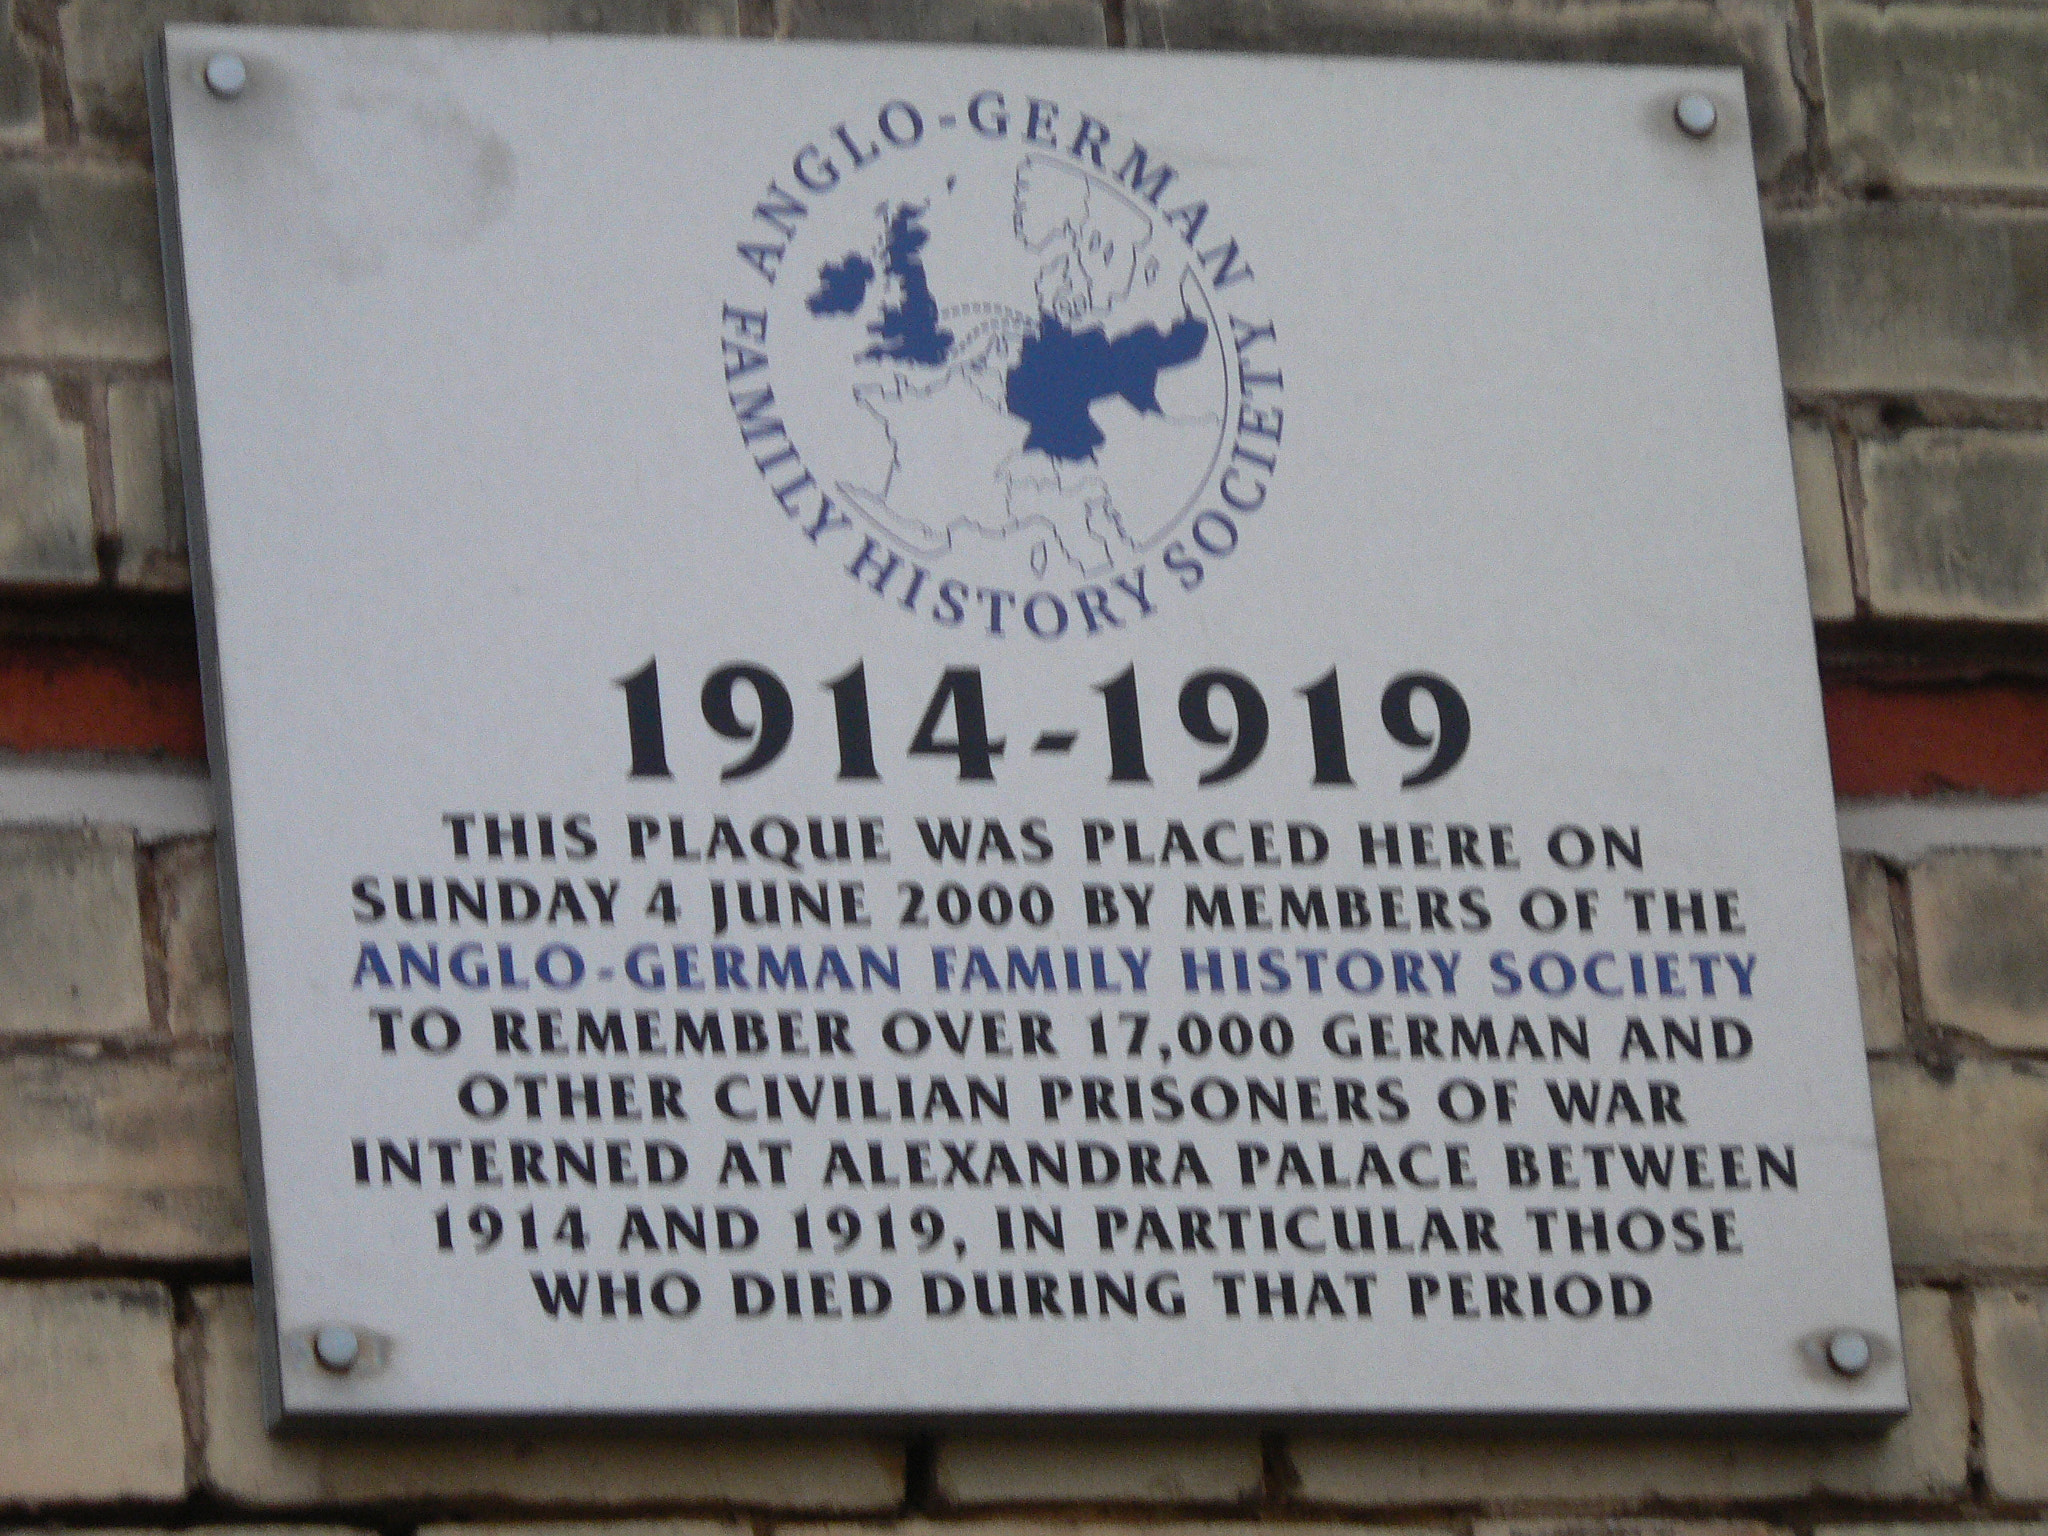 ANGLO-GERMAN FAMILY HISTORY SOCIETY
1914-1919
THIS PLAQUE WAS PLACED HERE ON
SUNDAY 4 JUNE 2000 BY MEMBERS OF THE
ANGLO-GERMAN FAMILY HISTORY SOCIETY
TO REMEMBER OVER 17,000 GERMAN AND
OTHER CIVILIAN PRISONERS OF WAR
INTERNED AT ALEXANDRA PALACE BETWEEN
1914 AND 1919, IN PARTICULAR THOSE
WHO DIED DURING THAT PERIOD